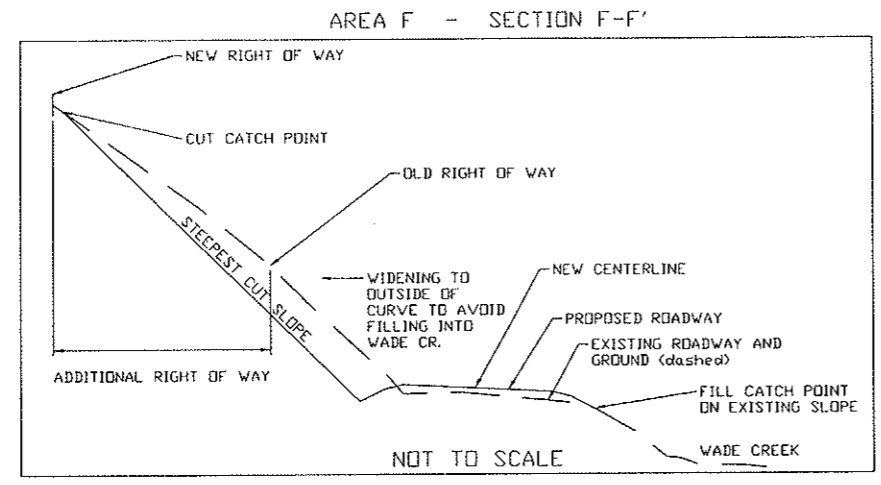 AREA F - SECTION F-F'
NEW RIGHT OF WAY
CUT CATCH POINT
OLD RIGHT OF WAY
STEEPEST CUT SLOPE
WIDENING TO
OUTSIDE OF
CURVE TO AVOID
FILLING INTO
WADE CR.
NEW CENTERLINE
PROPOSED ROADWAY
EXISTING ROADWAY AND
GROUND (dashed)
ADDITIONAL RIGHT OF WAY
FILL CATCH POINT
ON EXISTING SLOPE
WADE CREEK
NOT TO SCALE